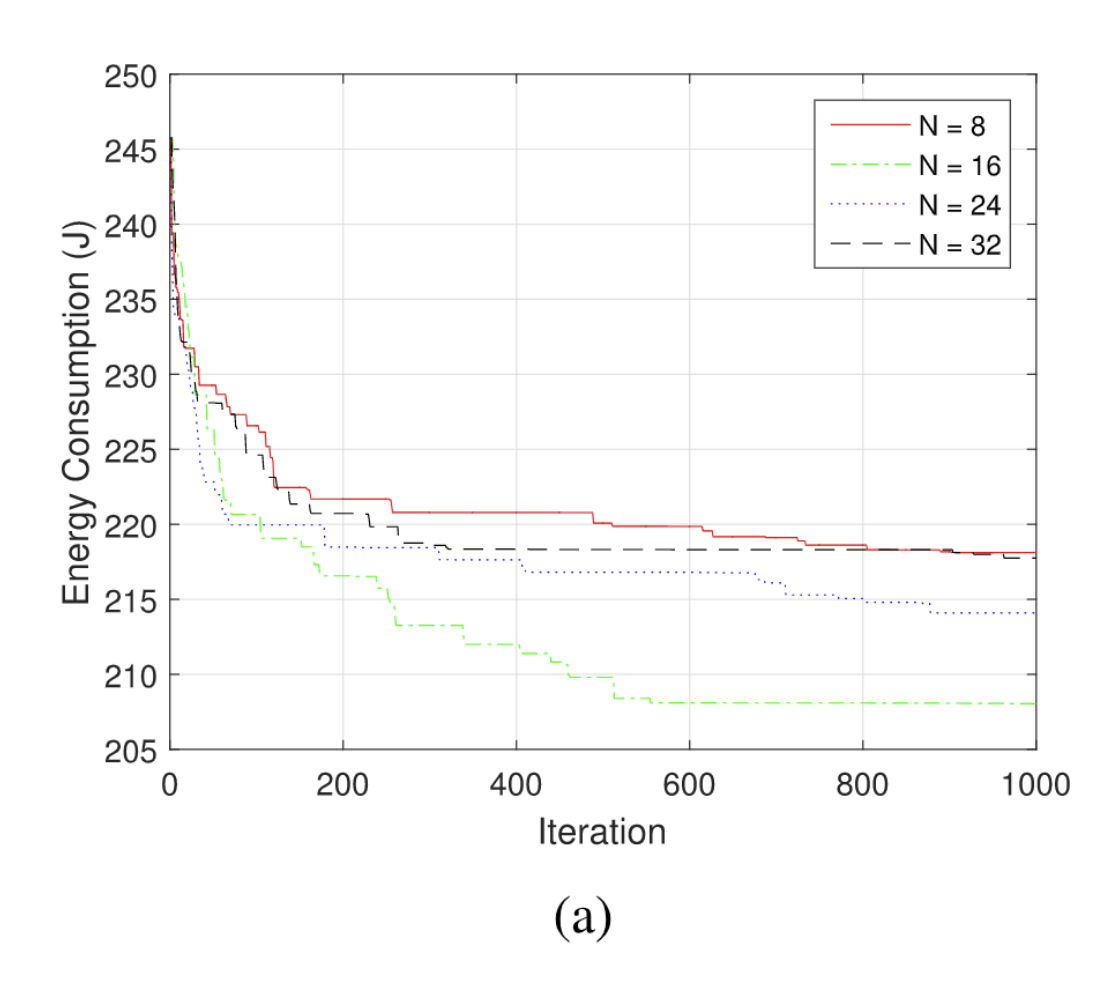 250
245
240
235
230
225
220
215
210
205
Energy Consumption (J)
N = 8
N = 16
N = 24
N = 32
0 200 400 600 800 1000
Iteration
(a)